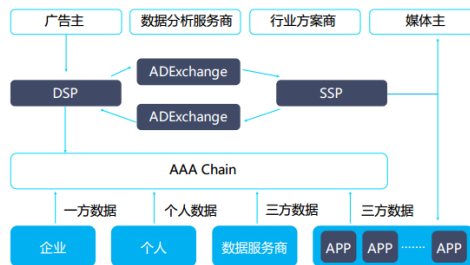 广告主 数据分析服务商 行业方案商 媒体主
ADExchange
DSP SSP
ADExchange
AAA Chain
一方数据 个人数据 三方数据 三方数据
企业 个人 数据服务商 APP APP ······· APP